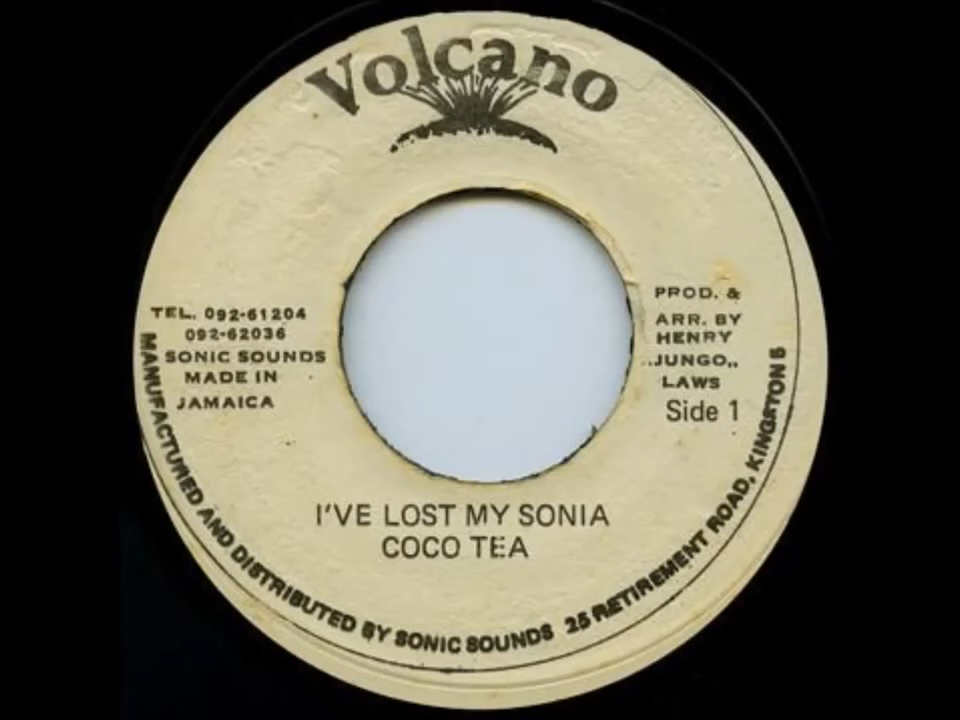 Volcano
TEL. 092-61204
092-62036
SONIC SOUNDS
MADE IN
JAMAICA
PROD. &
ARR. BY
HENRY
"JUNGO„
LAWS
Side 1
I'VE LOST MY SONIA
COCO TEA
MANUFACTURED AND DISTRIBUTED BY SONIC SOUNDS 25 RETIREMENT ROAD, KINGSTON 5